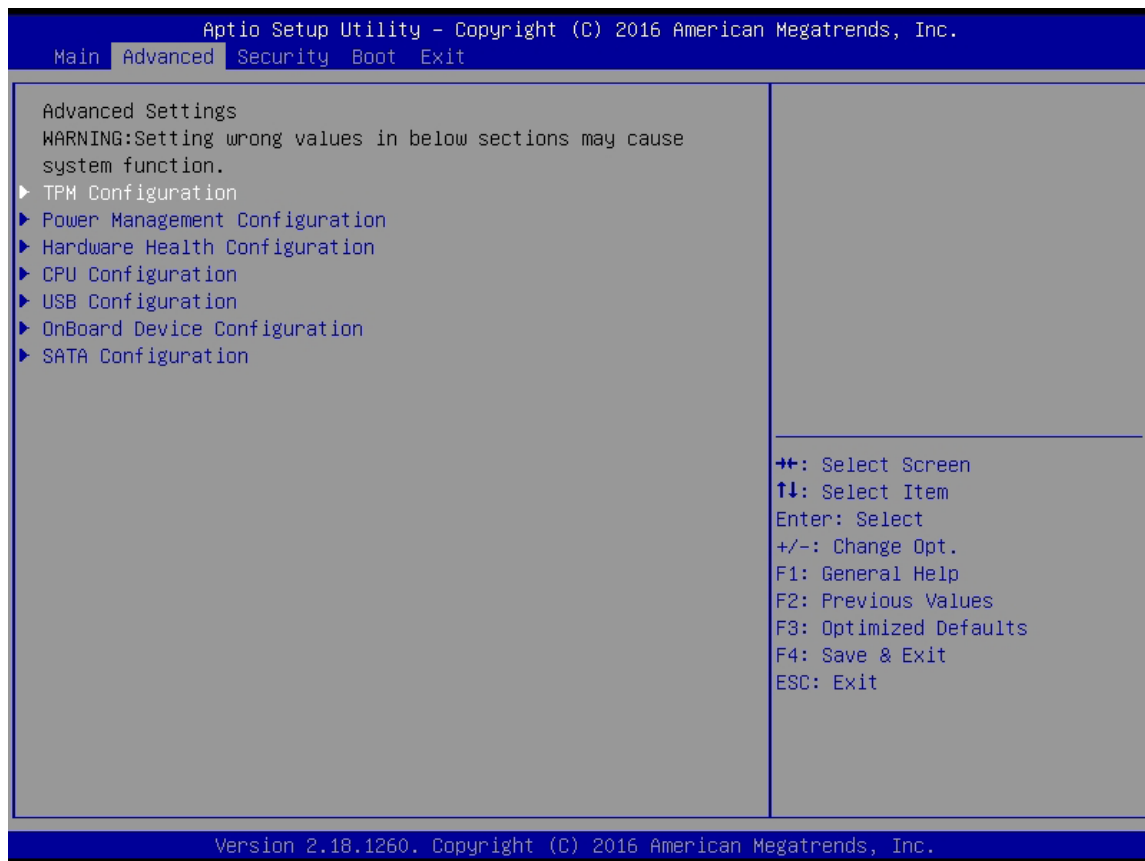 Aptio Setup Utility – Copyright (C) 2016 American Megatrends, Inc.
Main Advanced Security Boot Exit
Advanced Settings
WARNING:Setting wrong values in below sections may cause
system function.
▶ TPM Configuration
▶ Power Management Configuration
▶ Hardware Health Configuration
▶ CPU Configuration
▶ USB Configuration
▶ OnBoard Device Configuration
▶ SATA Configuration
→←: Select Screen
↑↓: Select Item
Enter: Select
+/-: Change Opt.
F1: General Help
F2: Previous Values
F3: Optimized Defaults
F4: Save & Exit
ESC: Exit
Version 2.18.1260. Copyright (C) 2016 American Megatrends, Inc.